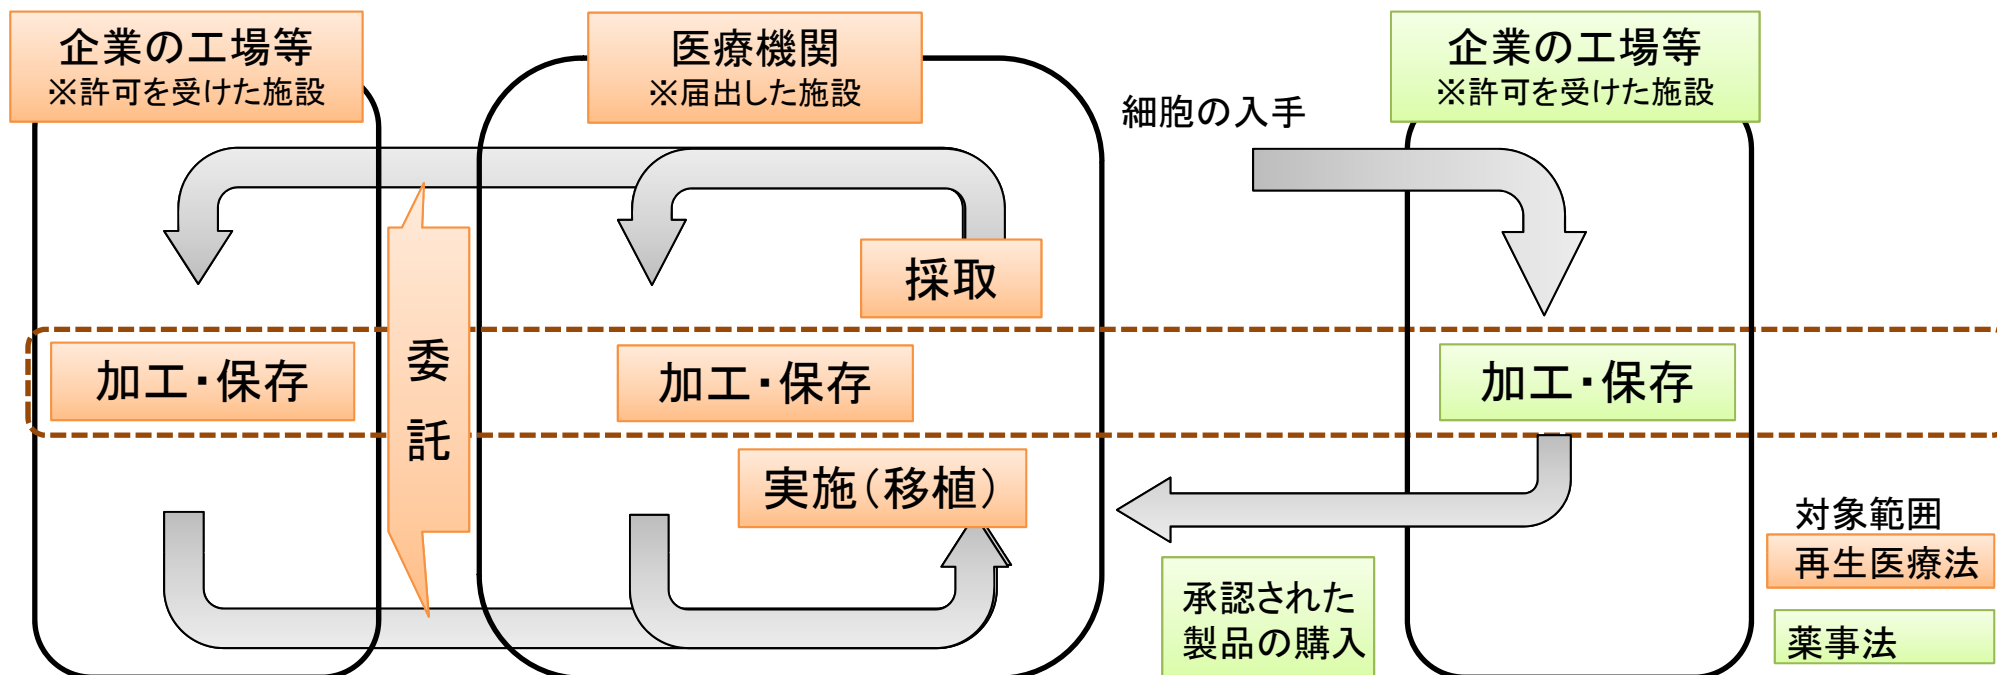 企業の工場等
※許可を受けた施設
医療機関
※届出した施設
企業の工場等
※許可を受けた施設
細胞の入手
採取
加工・保存
委
託
加工・保存
加工・保存
実施(移植)
承認された
製品の購入
対象範囲
再生医療法
薬事法